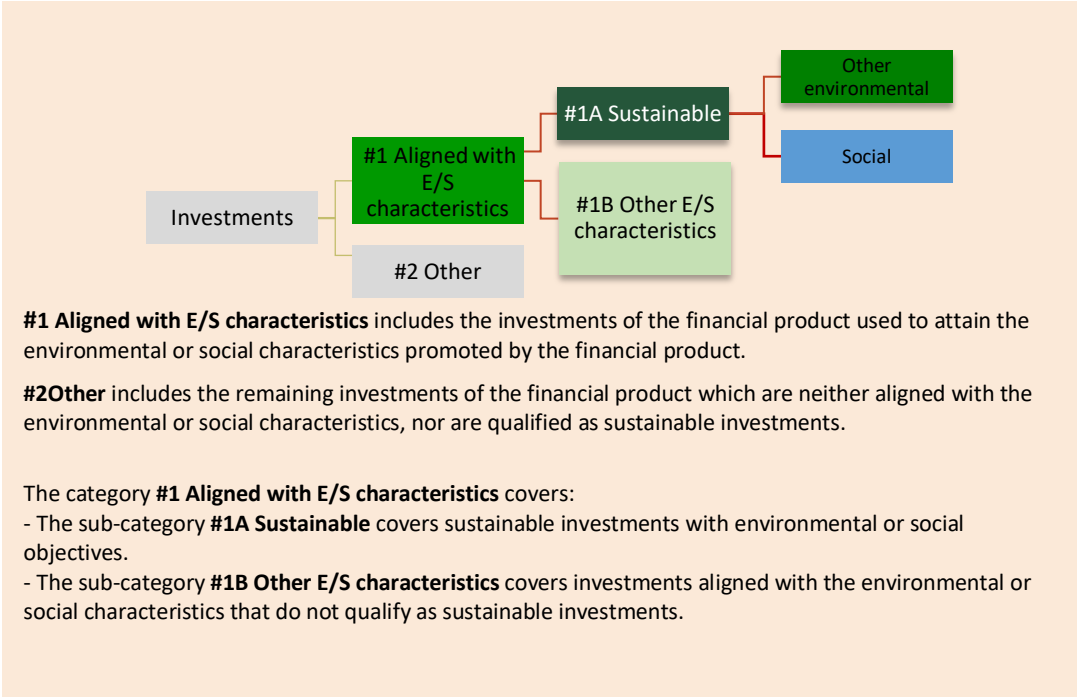 Other
environmental
#1A Sustainable
Social
#1 Aligned with
E/S
characteristics
#1B Other E/S
characteristics
Investments
#2 Other
#1 Aligned with E/S characteristics includes the investments of the financial product used to attain the
environmental or social characteristics promoted by the financial product.
#2Other includes the remaining investments of the financial product which are neither aligned with the
environmental or social characteristics, nor are qualified as sustainable investments.
The category #1 Aligned with E/S characteristics covers:
- The sub-category #1A Sustainable covers sustainable investments with environmental or social
objectives.
- The sub-category #1B Other E/S characteristics covers investments aligned with the environmental or
social characteristics that do not qualify as sustainable investments.